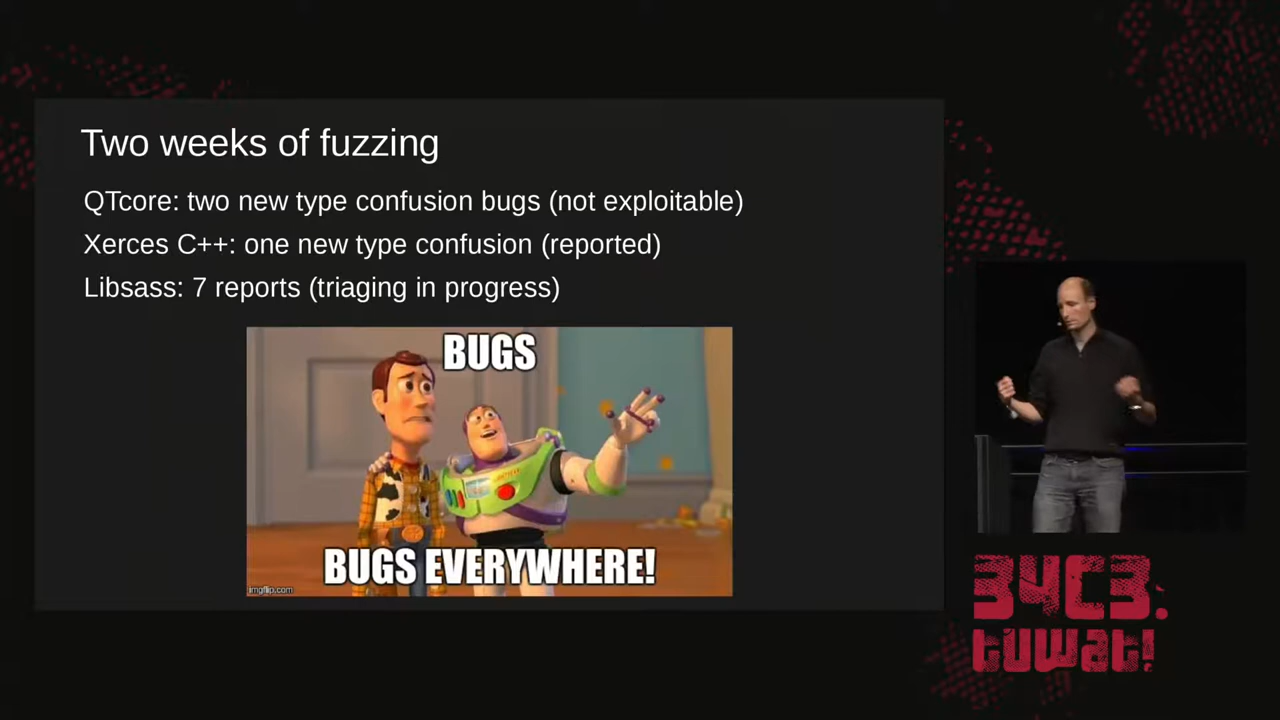 Two weeks of fuzzing
QTcore: two new type confusion bugs (not exploitable)
Xerces C++: one new type confusion (reported)
Libsass: 7 reports (triaging in progress)
BUGS
BUGS EVERYWHERE!
imgflip.com
34C3.
tuwat!